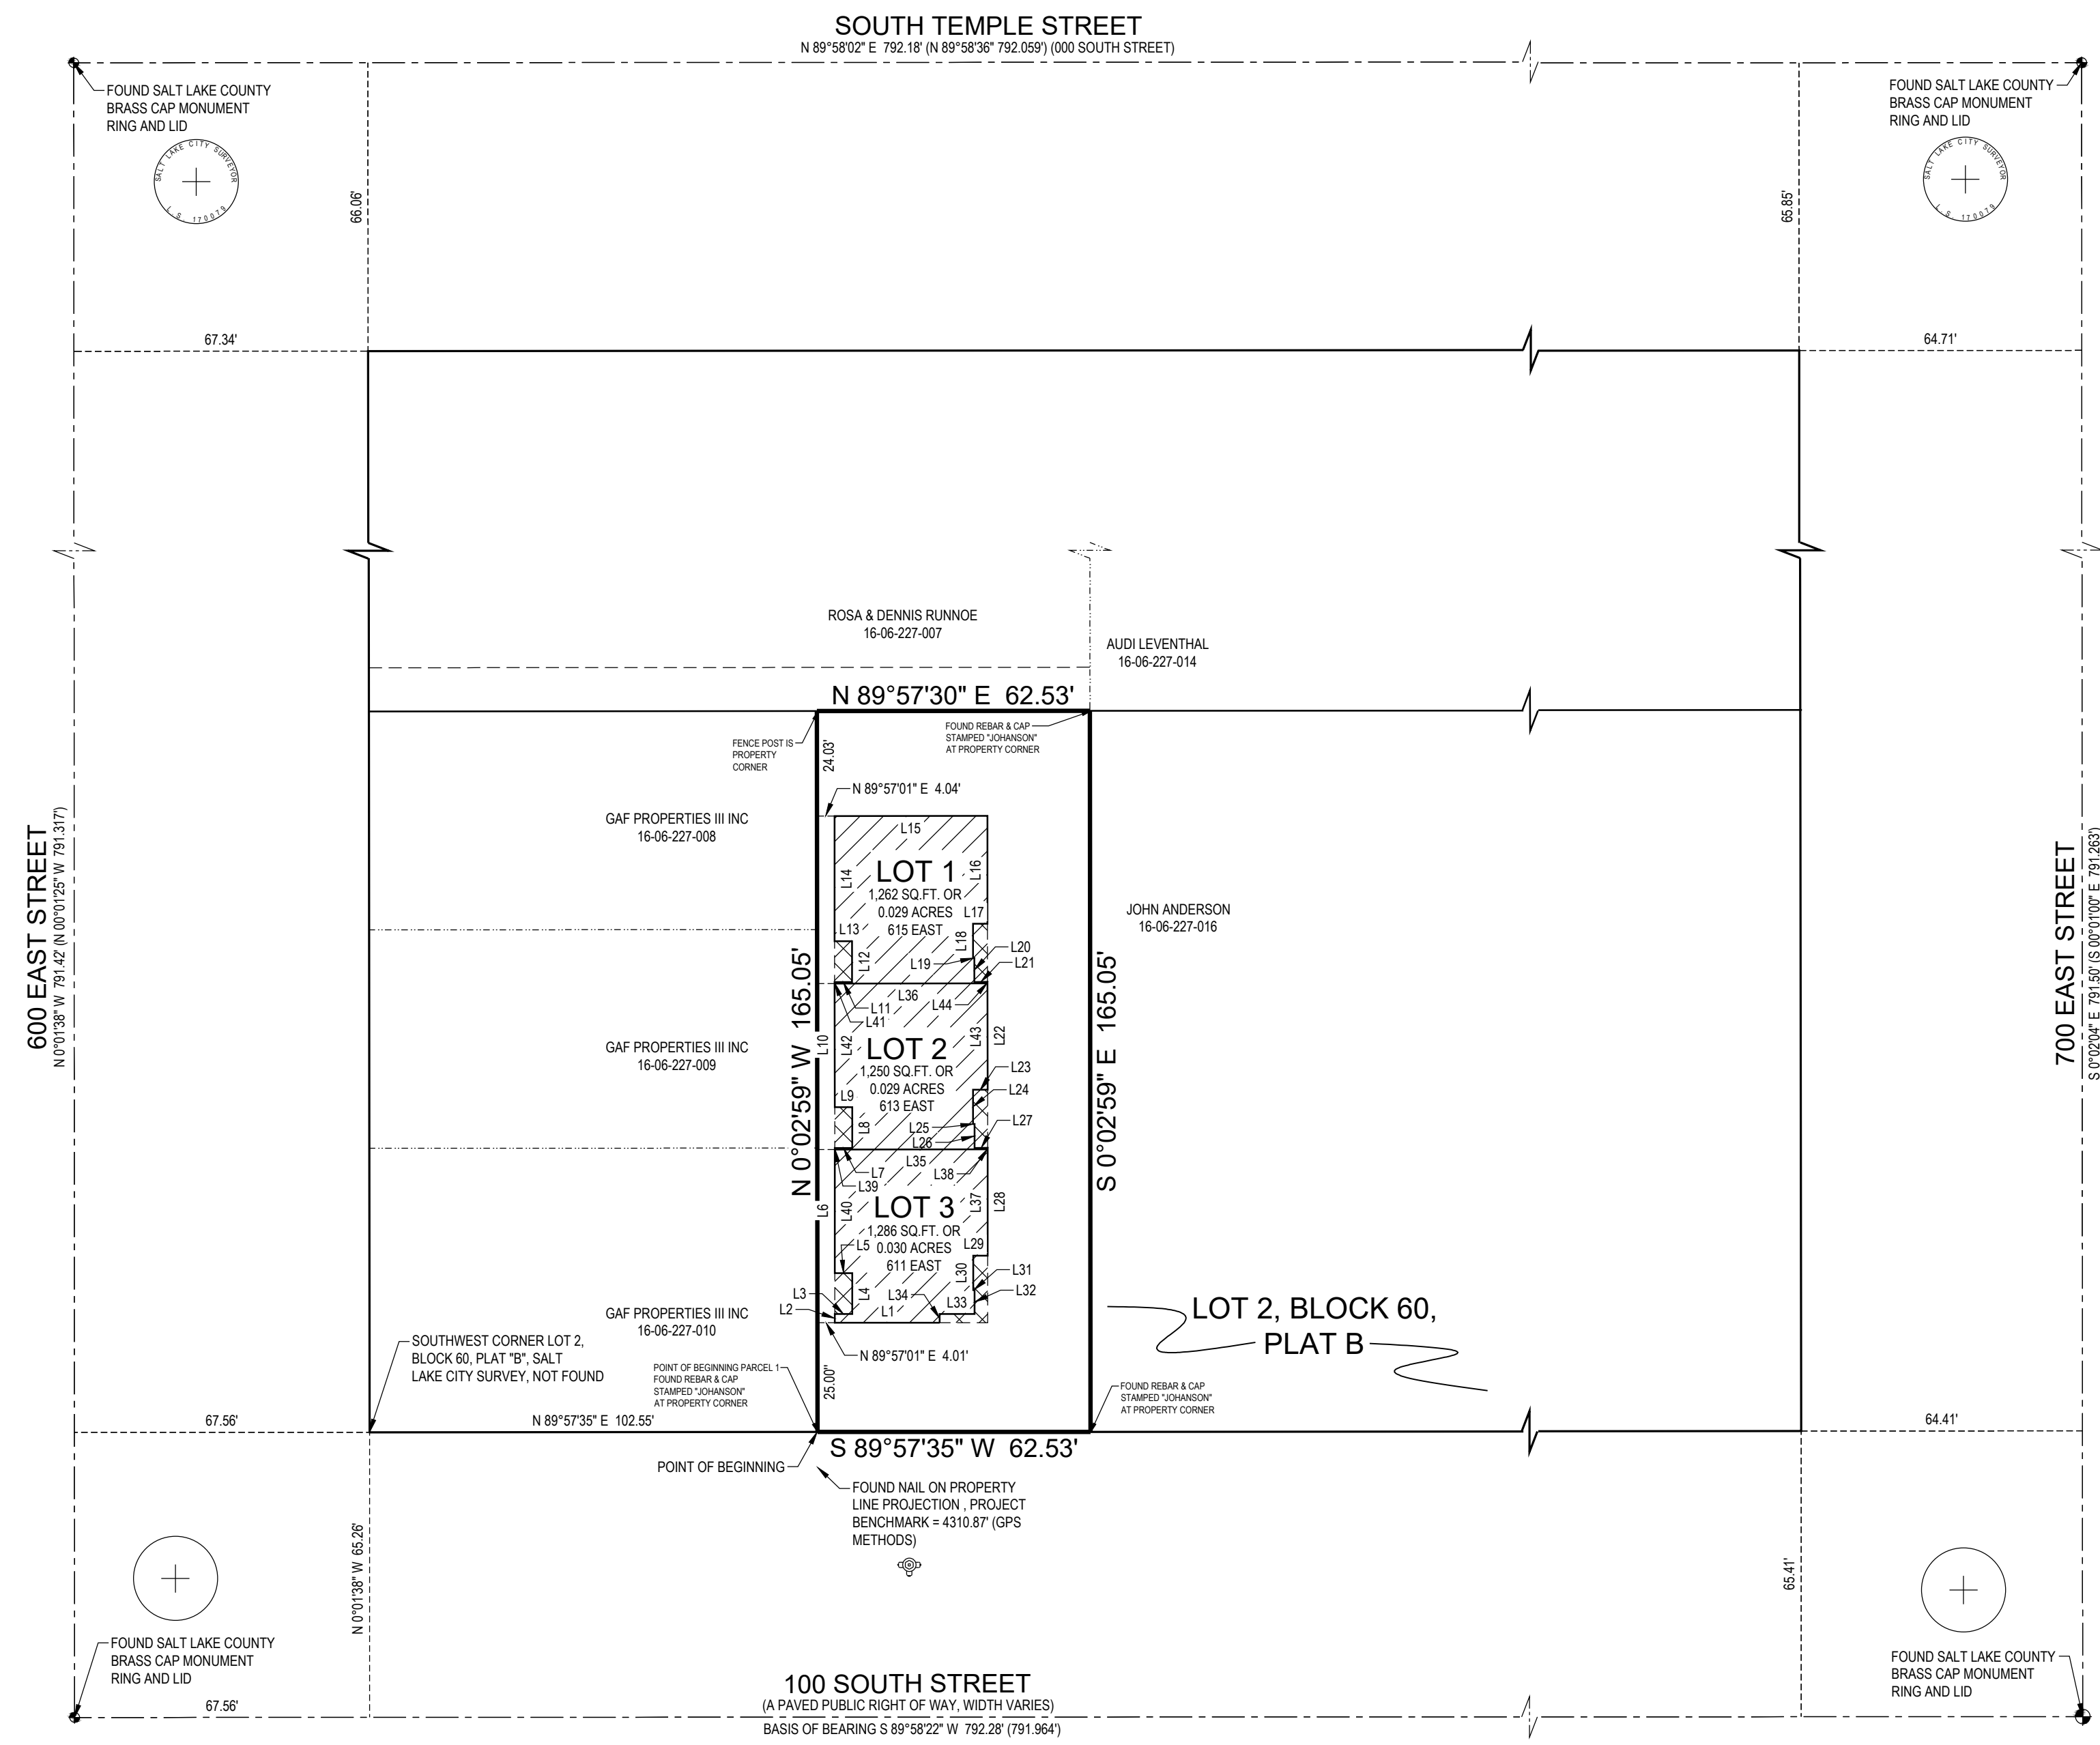 SOUTH TEMPLE STREET
N 89°58'02" E 792.18' (N 89°58'36" 792.059') (000 SOUTH STREET)
FOUND SALT LAKE COUNTY
BRASS CAP MONUMENT
RING AND LID
SALT LAKE CITY SURVEYOR
L.S. 170079
FOUND SALT LAKE COUNTY
BRASS CAP MONUMENT
RING AND LID
SALT LAKE CITY SURVEYOR
L.S. 170079
66.06'
65.85'
67.34'
64.71'
ROSA & DENNIS RUNNOE
16-06-227-007
AUDI LEVENTHAL
16-06-227-014
N 89°57'30" E 62.53'
FENCE POST IS
PROPERTY
CORNER
24.03'
FOUND REBAR & CAP
STAMPED "JOHANSON"
AT PROPERTY CORNER
N 89°57'01" E 4.04'
GAF PROPERTIES III INC
16-06-227-008
L15
LOT 1
L14
L16
1,262 SQ.FT. OR
0.029 ACRES
L17
615 EAST
L13
L12
L18
L19
L20
L21
JOHN ANDERSON
16-06-227-016
600 EAST STREET
N 0°01'38" W 791.42' (N 00°01'25" W 791.317')
700 EAST STREET
S 0°02'04" E 791.50' (S 00°01'00" E 791.263')
N 0°02'59" W 165.05'
S 0°02'59" E 165.05'
L36
L11
L44
L41
GAF PROPERTIES III INC
16-06-227-009
L10
L42
LOT 2
L43
L22
1,250 SQ.FT. OR
0.029 ACRES
613 EAST
L9
L8
L23
L24
L25
L26
L27
L35
L7
L38
L39
L6
L40
LOT 3
L37
L28
1,286 SQ.FT. OR
L5
0.030 ACRES
L29
611 EAST
L3
L2
L4
L1
L34
L30
L33
L31
L32
GAF PROPERTIES III INC
16-06-227-010
N 89°57'01" E 4.01'
LOT 2, BLOCK 60,
PLAT B
SOUTHWEST CORNER LOT 2,
BLOCK 60, PLAT "B", SALT
LAKE CITY SURVEY, NOT FOUND
POINT OF BEGINNING PARCEL 1
FOUND REBAR & CAP
STAMPED "JOHANSON"
AT PROPERTY CORNER
25.00"
FOUND REBAR & CAP
STAMPED "JOHANSON"
AT PROPERTY CORNER
67.56'
N 89°57'35" E 102.55'
64.41'
S 89°57'35" W 62.53'
POINT OF BEGINNING
FOUND NAIL ON PROPERTY
LINE PROJECTION , PROJECT
BENCHMARK = 4310.87' (GPS
METHODS)
N 0°01'38" W 65.26'
65.41'
FOUND SALT LAKE COUNTY
BRASS CAP MONUMENT
RING AND LID
FOUND SALT LAKE COUNTY
BRASS CAP MONUMENT
RING AND LID
67.56'
100 SOUTH STREET
(A PAVED PUBLIC RIGHT OF WAY, WIDTH VARIES)
BASIS OF BEARING S 89°58'22" W 792.28' (791.964')